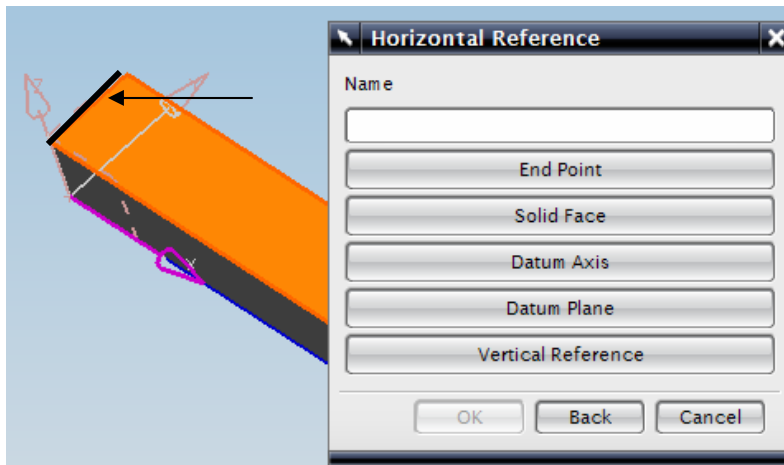 Horizontal Reference
Name
End Point
Solid Face
Datum Axis
Datum Plane
Vertical Reference
OK
Back
Cancel